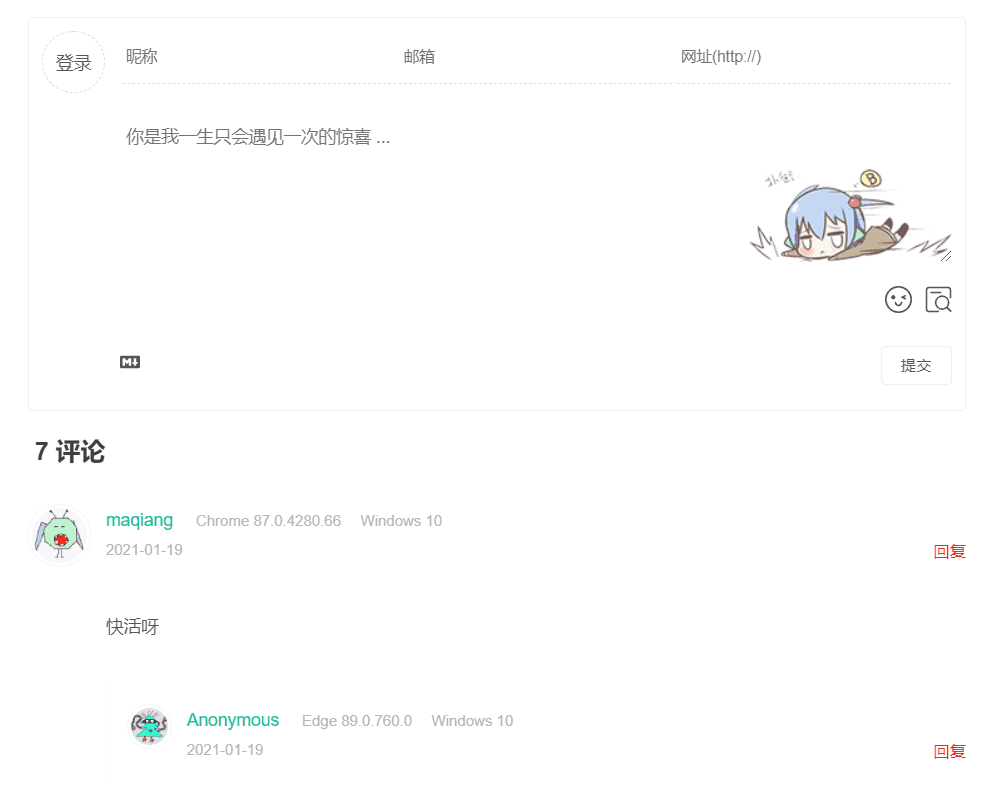 登录
昵称 邮箱 网址(http://)
你是我一生只会遇见一次的惊喜 ...
B
M
提交
7 评论
maqiang Chrome 87.0.4280.66 Windows 10
2021-01-19 回复
快活呀
Anonymous Edge 89.0.760.0 Windows 10
2021-01-19 回复